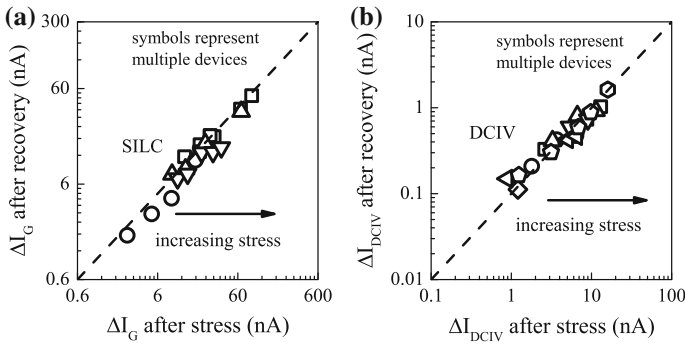 (a)
300
60
6
0.6
ΔI_G after recovery (nA)
symbols represent
multiple devices
SILC
increasing stress
0.6
6
60
600
ΔI_G after stress (nA)
(b)
10
1
0.1
0.01
ΔI_DCIV after recovery (nA)
symbols represent
multiple devices
DCIV
increasing stress
0.1
1
10
100
ΔI_DCIV after stress (nA)